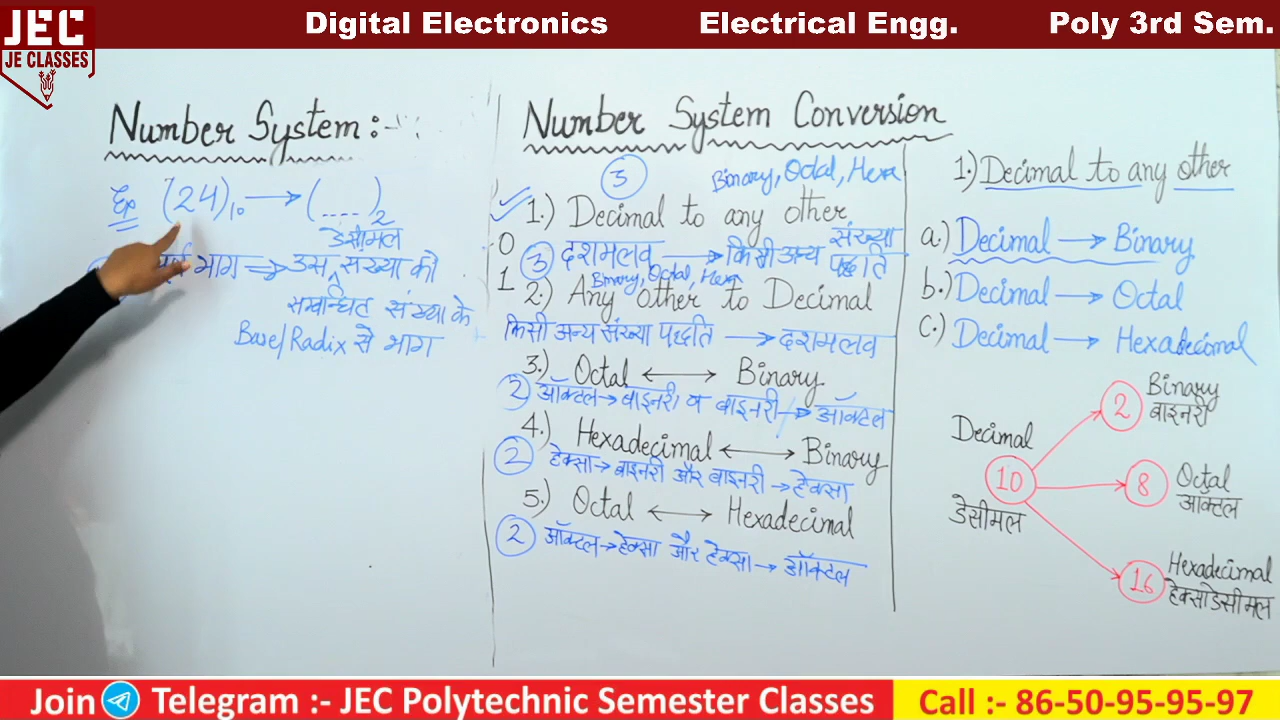 JEC
JE CLASSES
Digital Electronics Electrical Engg. Poly 3rd Sem.
Number System :-
Ex (24)10 → (....)2
डेसीमल
भाग ⇒ उस संख्या को
सम्बन्धित संख्या के
Base/Radix से भाग
Number System Conversion
3 Binary, Octal, Hexa
1.) Decimal to any other
0
1
संख्या
3 दशमलव → किसी अन्य पद्धति
Binary, Octal, Hexa
2.) Any other to Decimal
किसी अन्य संख्या पद्धति → दशमलव
3.) Octal ↔ Binary
2 ऑक्टल → बाइनरी व बाइनरी → ऑक्टल
4.) Hexadecimal ↔ Binary
2 हेक्सा → बाइनरी और बाइनरी → हेक्सा
5.) Octal ↔ Hexadecimal
2 ऑक्टल → हेक्सा और हेक्सा → ऑक्टल
1.) Decimal to any other
a.) Decimal → Binary
b.) Decimal → Octal
C.) Decimal → Hexadecimal
Decimal
10
डेसीमल
2 Binary
बाइनरी
8 Octal
ऑक्टल
16 Hexadecimal
हेक्साडेसीमल
Join Telegram :- JEC Polytechnic Semester Classes
Call :- 86-50-95-95-97